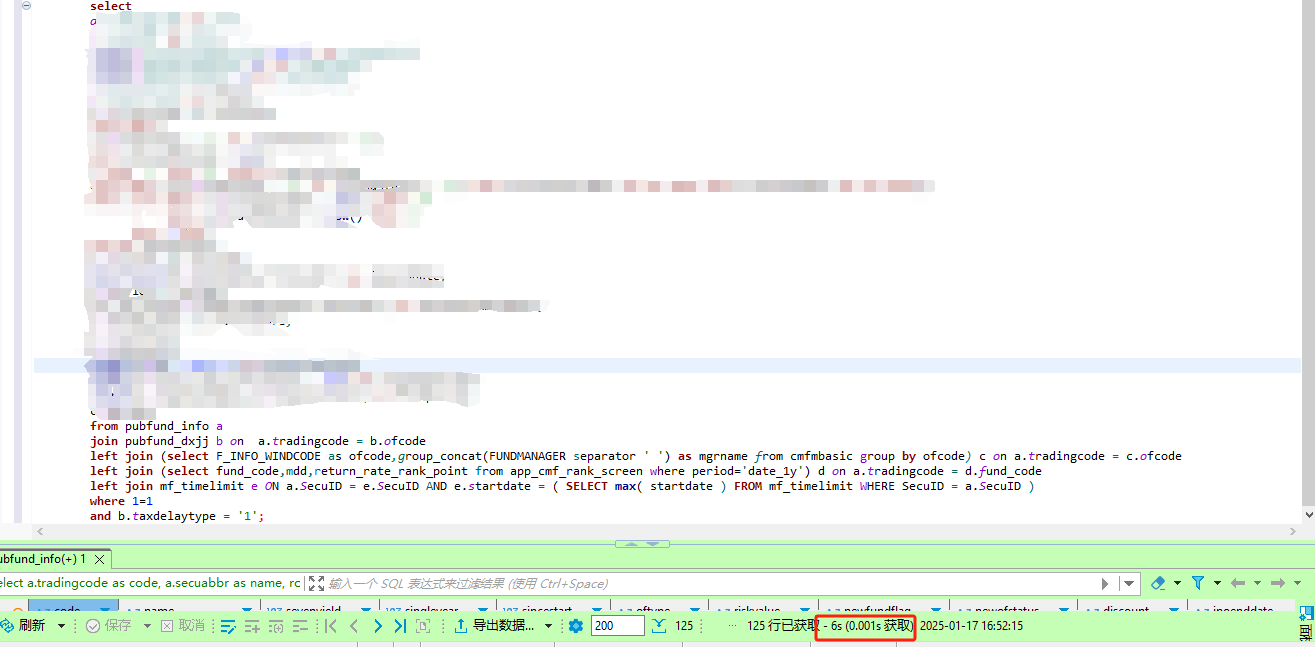 select
from pubfund_info a
join pubfund_dxjj b on  a.tradingcode = b.ofcode
left join (select F_INFO_WINDCODE as ofcode,group_concat(FUNDMANAGER separator ' ') as mgrname from cmfmbasic group by ofcode) c on a.tradingcode = c.ofcode
left join (select fund_code,mdd,return_rate_rank_point from app_cmf_rank_screen where period='date_1y') d on a.tradingcode = d.fund_code
left join mf_timelimit e ON a.SecuID = e.SecuID AND e.startdate = ( SELECT max( startdate ) FROM mf_timelimit WHERE SecuID = a.SecuID )
where 1=1
and b.taxdelaytype = '1';
ubfund_info(+) 1
elect a.tradingcode as code, a.secuabbr as name, rc 输入一个 SQL 表达式来过滤结果 (使用 Ctrl+Space)
code name sevenyield singleyear sincestart oftype riskvalue newfundflag newofstatus discount ipoenddate
刷新 保存 取消 导出数据... 200 125 ... 125 行已获取 - 6s (0.001s 获取) 2025-01-17 16:52:15